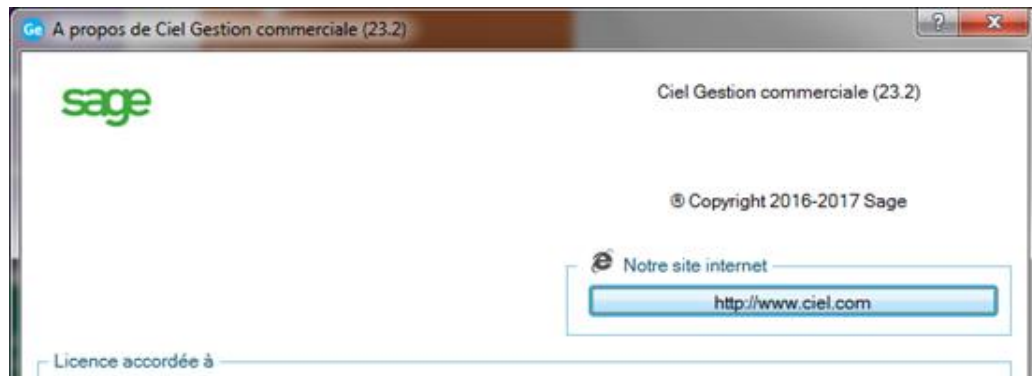 Ge A propos de Ciel Gestion commerciale (23.2)
sage
Ciel Gestion commerciale (23.2)
® Copyright 2016-2017 Sage
Notre site internet
http://www.ciel.com
Licence accordée à